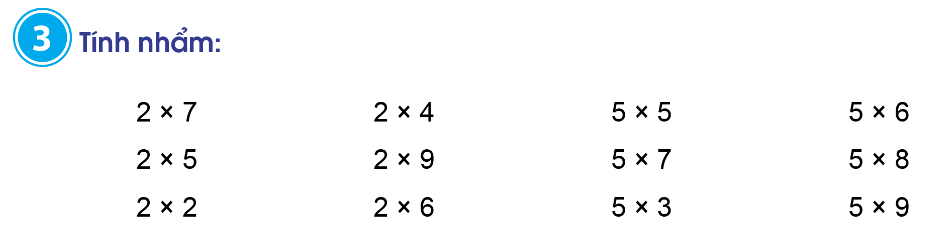 3 Tính nhẩm:
2 × 7 2 × 4 5 × 5 5 × 6
2 × 5 2 × 9 5 × 7 5 × 8
2 × 2 2 × 6 5 × 3 5 × 9